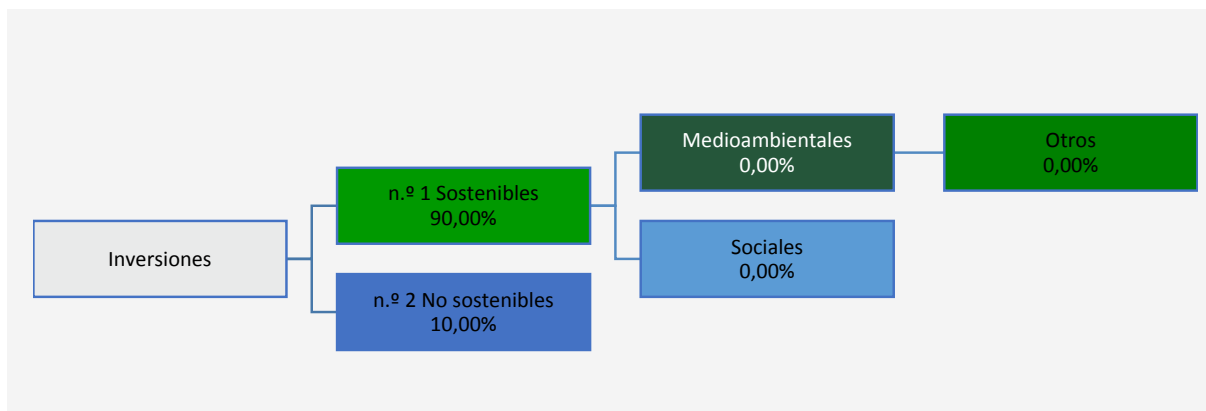 Inversiones
n.º 1 Sostenibles
90,00%
n.º 2 No sostenibles
10,00%
Medioambientales
0,00%
Sociales
0,00%
Otros
0,00%